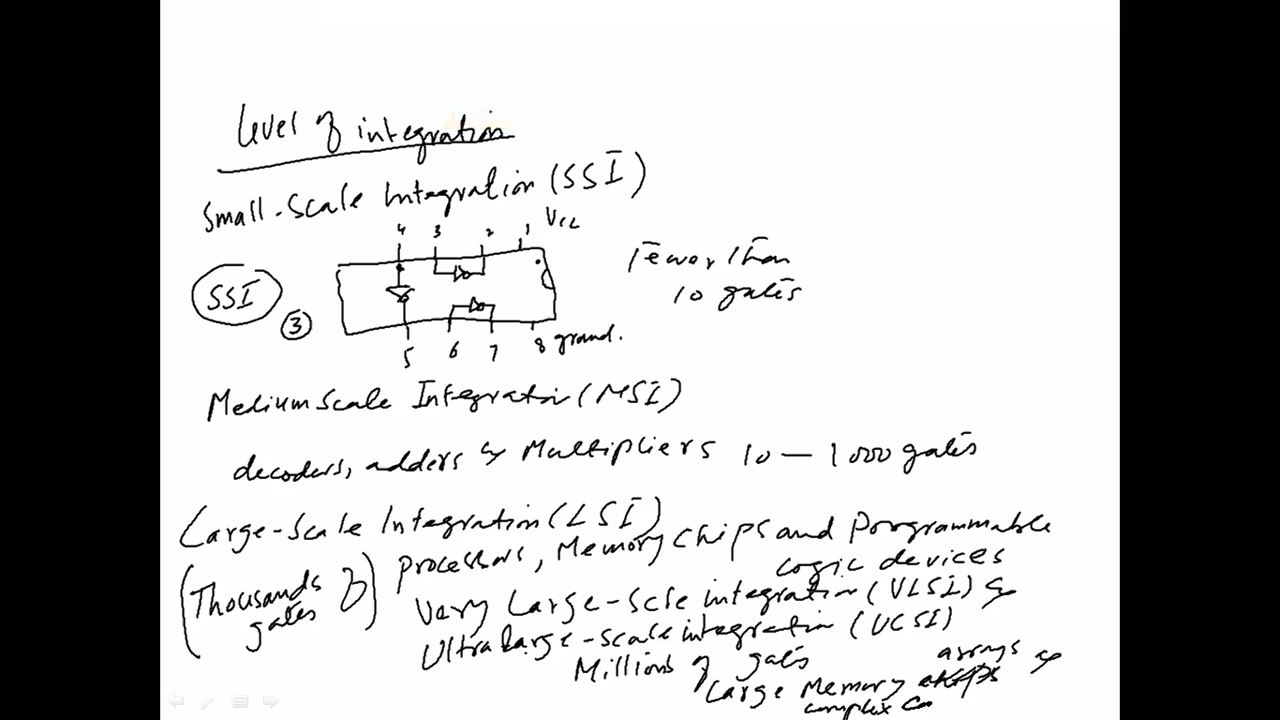 Level of integration
Small-Scale Integration (SSI)
4 3 2 1 Vcc
SSI
3
fewer than
10 gates
5 6 7 8 ground.
Medium Scale Integration (MSI)
decoders, adders & Multipliers 10 — 1000 gates
Large-Scale Integration (LSI)
(Thousands of gates)
Processors, Memory chips and Porgrammable
logic devices
Very Large-Scle integration (VLSI) &
Ultra large-scale integration (ULSI)
Millions of gates
Large Memory arrays &
complex Co